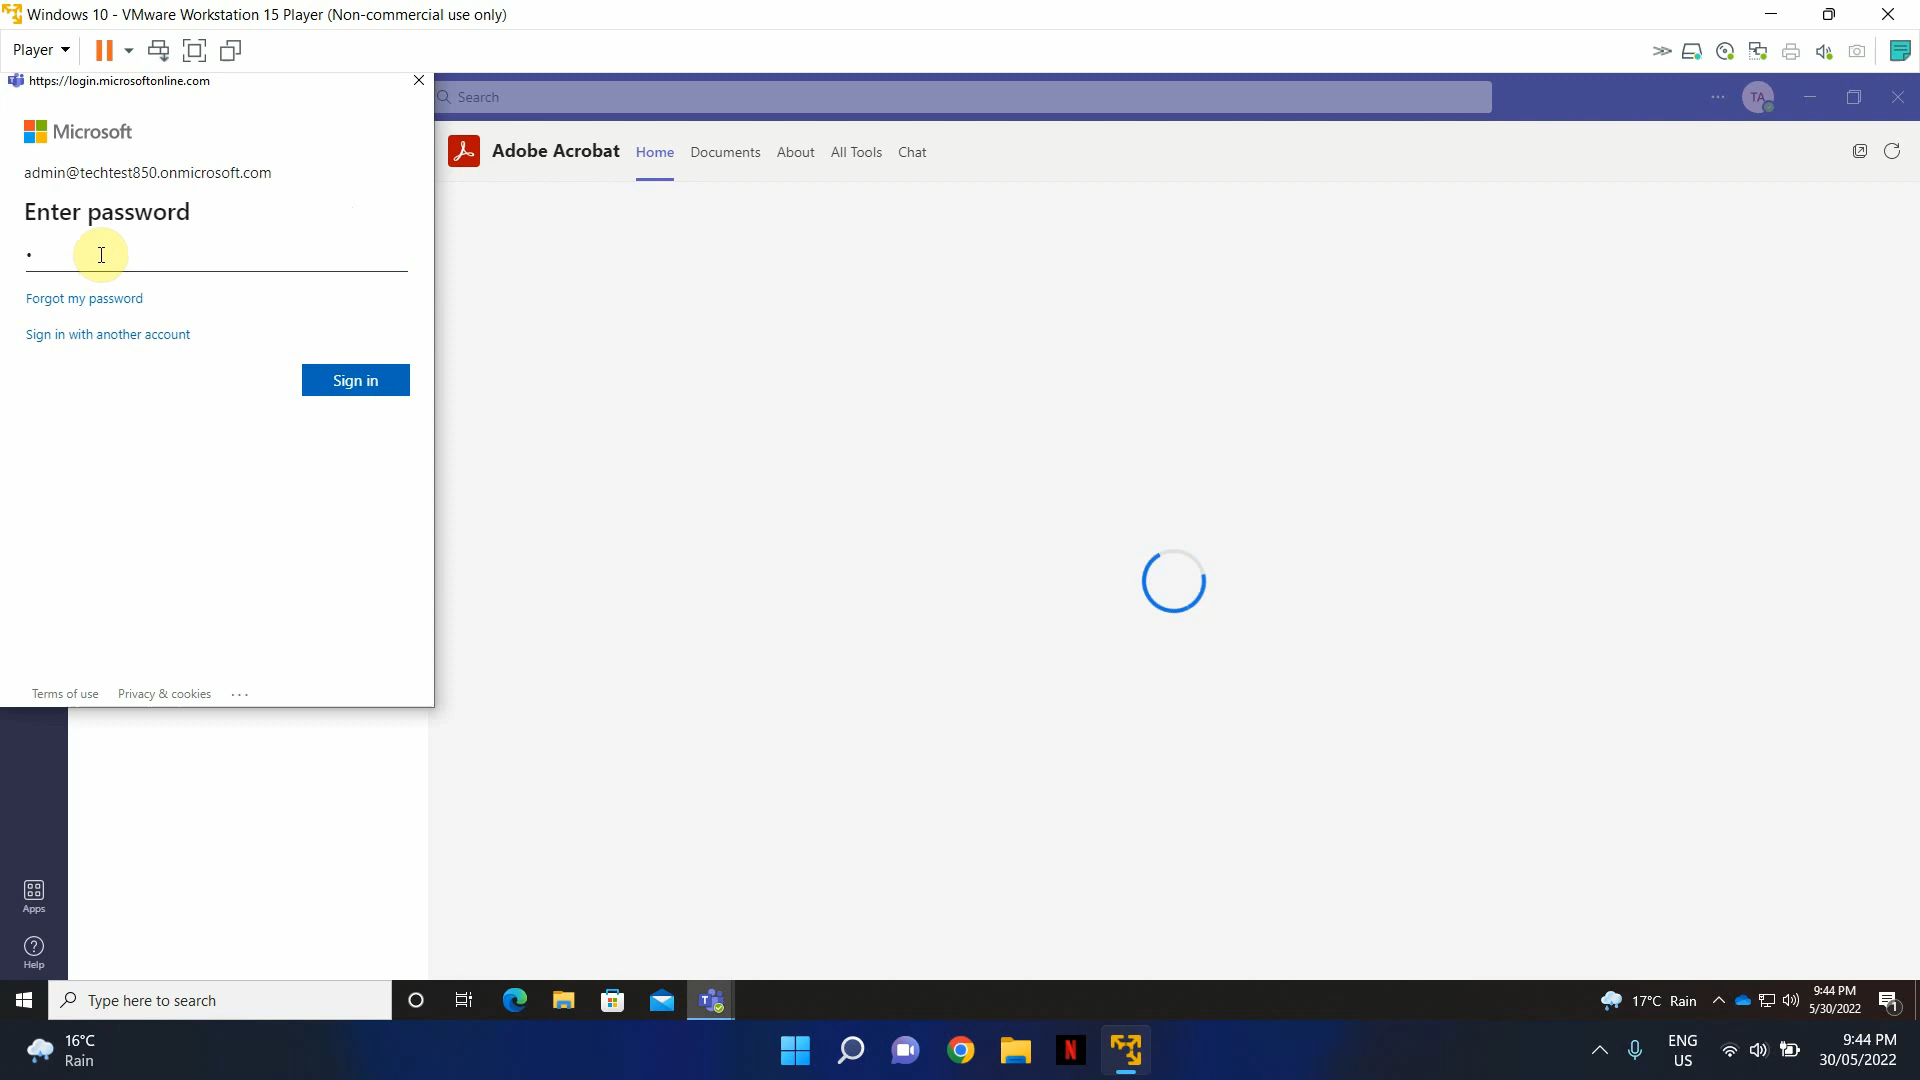 Windows 10 - VMware Workstation 15 Player (Non-commercial use only)
Player
https://login.microsoftonline.com
Search
TA
Microsoft
Adobe Acrobat Home Documents About All Tools Chat
admin@techtest850.onmicrosoft.com
Enter password
Forgot my password
Sign in with another account
Sign in
Terms of use Privacy & cookies ...
Apps
Help
Type here to search
17°C Rain
9:44 PM
5/30/2022
1
16°C
Rain
N
ENG
US
9:44 PM
30/05/2022